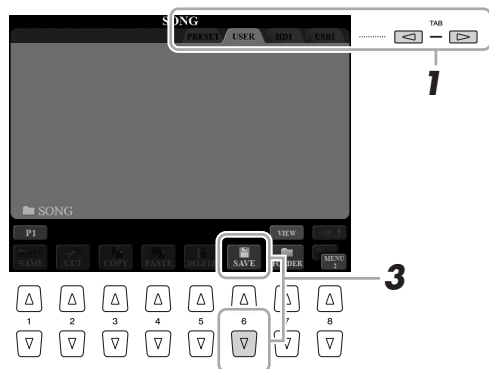 SONG
PRESET USER HD1 USB1
TAB
1
SONG
P1 VIEW UP
NAME CUT COPY PASTE DELETE SAVE FOLDER MENU 2
3
1 2 3 4 5 6 7 8